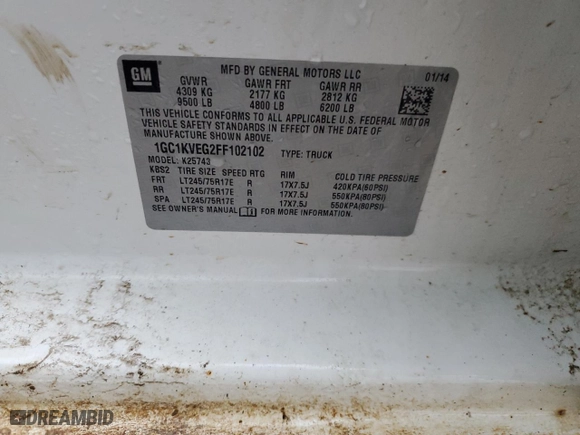 GM
MFD BY GENERAL MOTORS LLC 01/14
GVWR GAWR FRT GAWR RR
4309 KG 2177 KG 2812 KG
9500 LB 4800 LB 6200 LB
THIS VEHICLE CONFORMS TO ALL APPLICABLE U.S. FEDERAL MOTOR
VEHICLE SAFETY STANDARDS IN EFFECT ON THE DATE OF
MANUFACTURE SHOWN ABOVE.
1GC1KVEG2FF102102 TYPE: TRUCK
MODEL: K25743
KBS2 TIRE SIZE SPEED RTG RIM COLD TIRE PRESSURE
FRT LT245/75R17E R 17X7.5J 420KPA(60PSI)
RR LT245/75R17E R 17X7.5J 550KPA(80PSI)
SPA LT245/75R17E R 17X7.5J 550KPA(80PSI)
SEE OWNER'S MANUAL FOR MORE INFORMATION.
DREAMBID